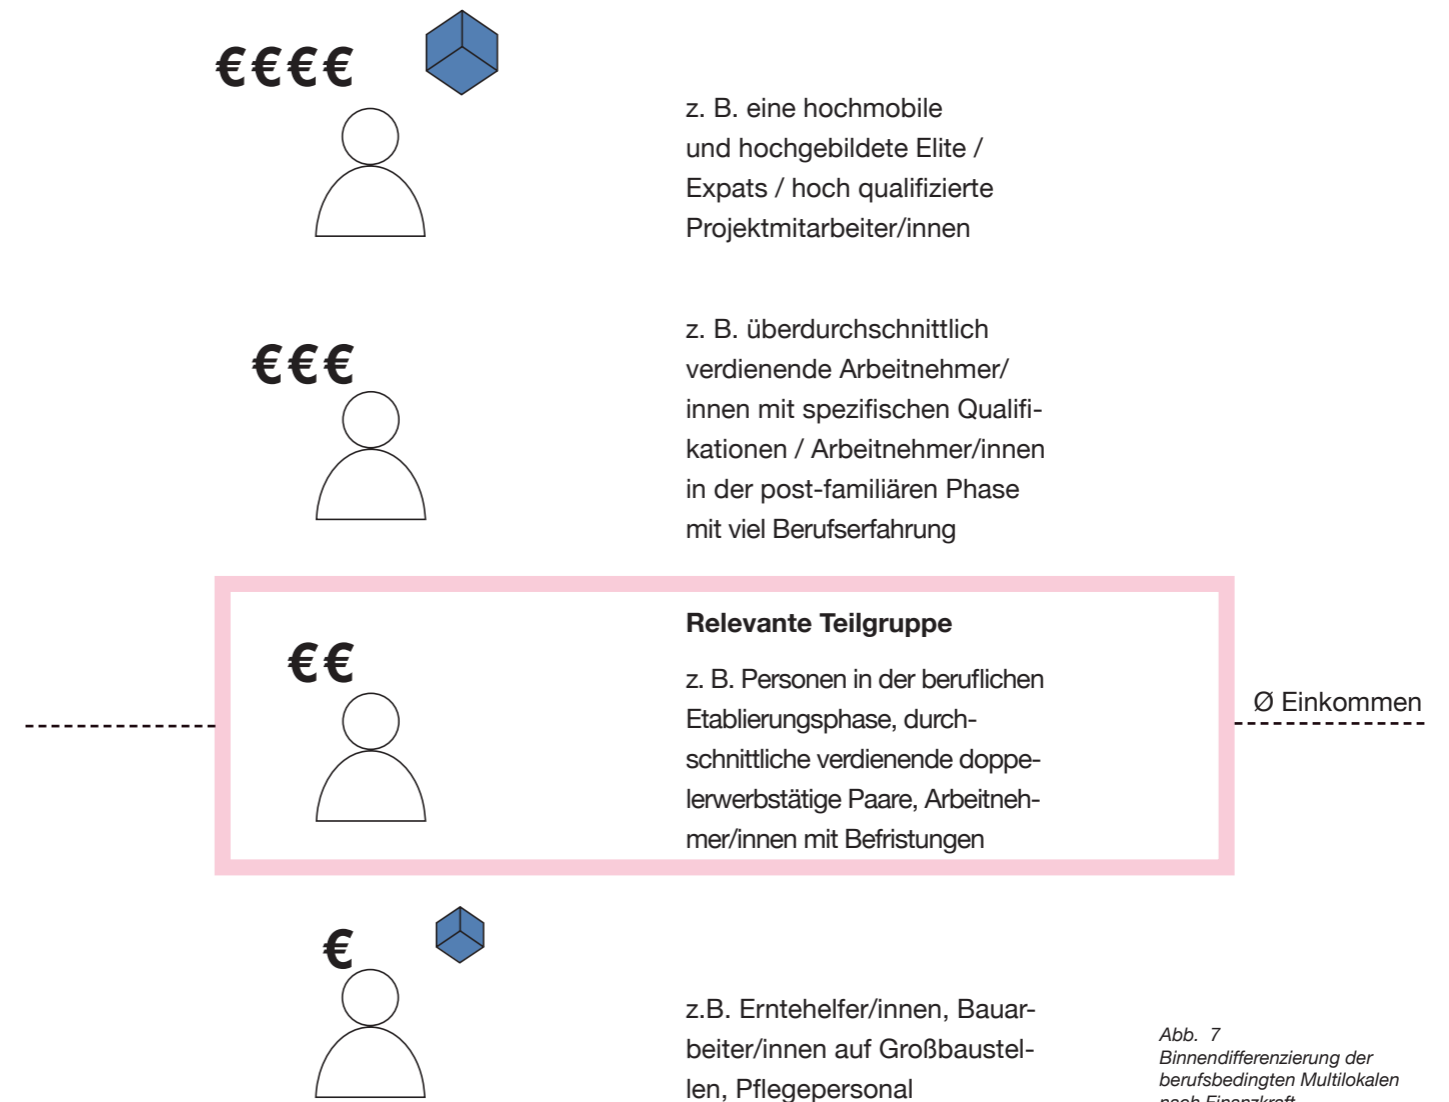 €€€€
z. B. eine hochmobile
und hochgebildete Elite /
Expats / hoch qualifizierte
Projektmitarbeiter/innen
€€€
z. B. überdurchschnittlich
verdienende Arbeitnehmer/
innen mit spezifischen Qualifi-
kationen / Arbeitnehmer/innen
in der post-familiären Phase
mit viel Berufserfahrung
€€
Relevante Teilgruppe
z. B. Personen in der beruflichen
Etablierungsphase, durch-
schnittliche verdienende doppe-
lerwerbstätige Paare, Arbeitneh-
mer/innen mit Befristungen
Ø Einkommen
€
z.B. Erntehelfer/innen, Bauar-
beiter/innen auf Großbaustel-
len, Pflegepersonal
Abb. 7
Binnendifferenzierung der
berufsbedingten Multilokalen
nach Finanzkraft